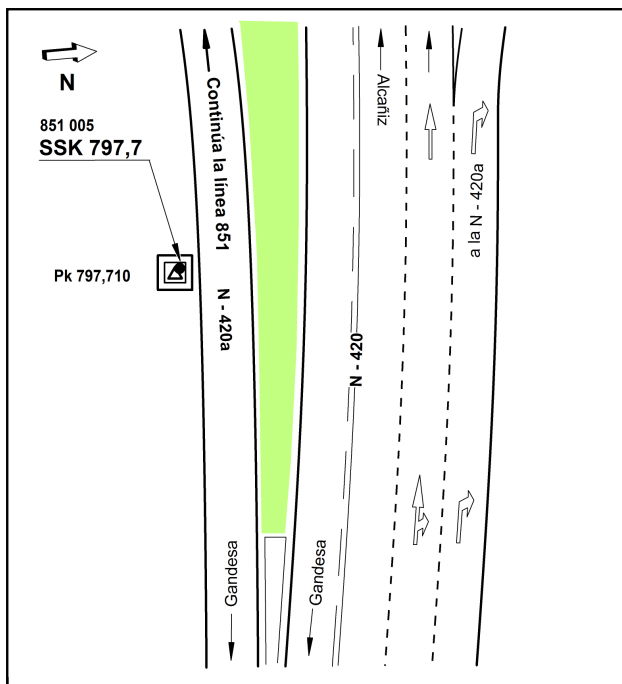 N
851 005
SSK 797,7
Pk 797,710
Continúa la línea 851
N - 420a
Gandesa
Gandesa
N - 420
Alcañiz
a la N - 420a